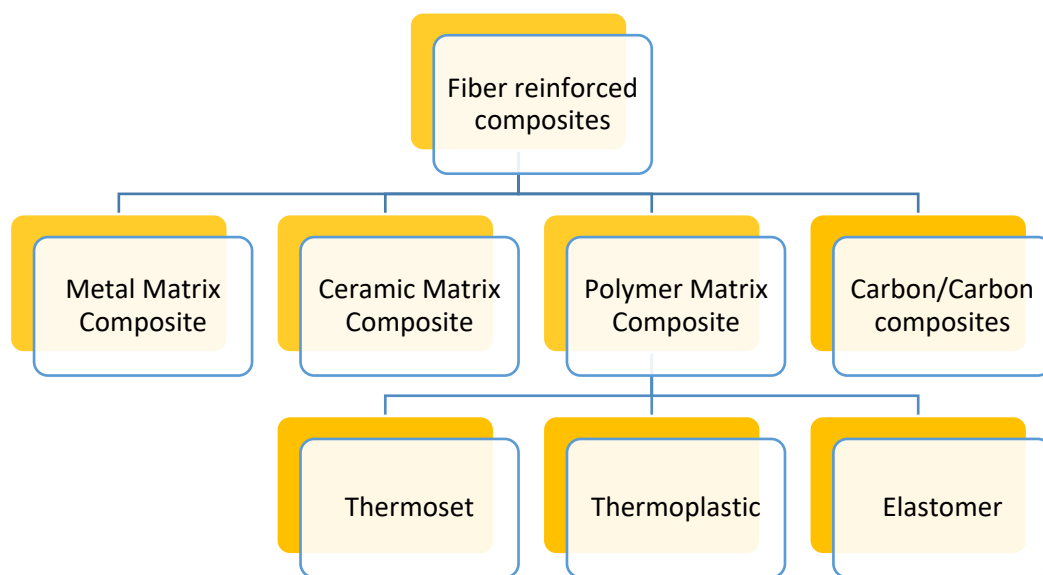 Fiber reinforced
composites
Metal Matrix
Composite
Ceramic Matrix
Composite
Polymer Matrix
Composite
Carbon/Carbon
composites
Thermoset
Thermoplastic
Elastomer